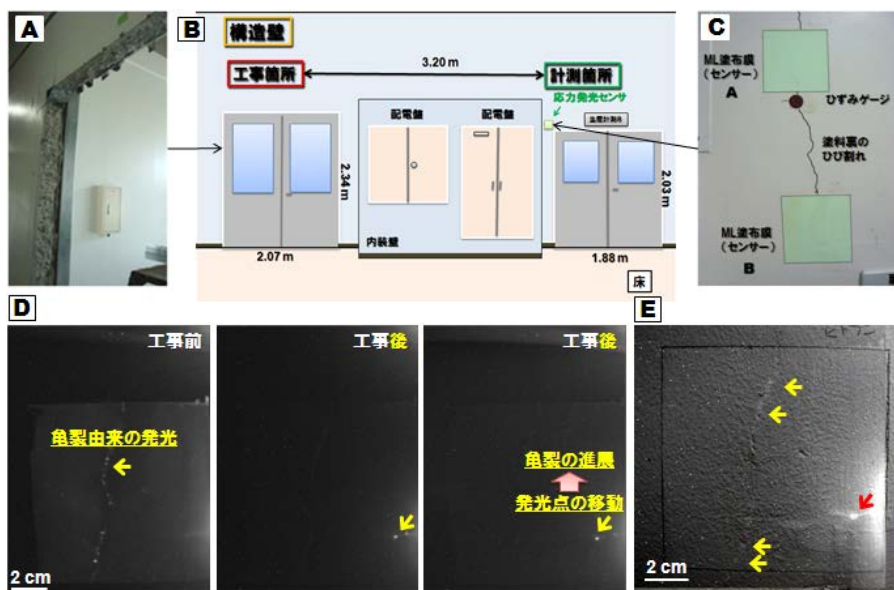 A
B
構造壁
工事箇所
3.20 m
計測箇所
応力発光センサ
配電盤
配電盤
2.34 m
2.03 m
内装壁
2.07 m
1.88 m
床
C
ML塗布膜
(センサー)
A
ひずみゲージ
塗料裏の
ひび割れ
ML塗布膜
(センサー)
B
D
工事前
亀裂由来の発光
2 cm
工事後
工事後
亀裂の進展
発光点の移動
E
2 cm